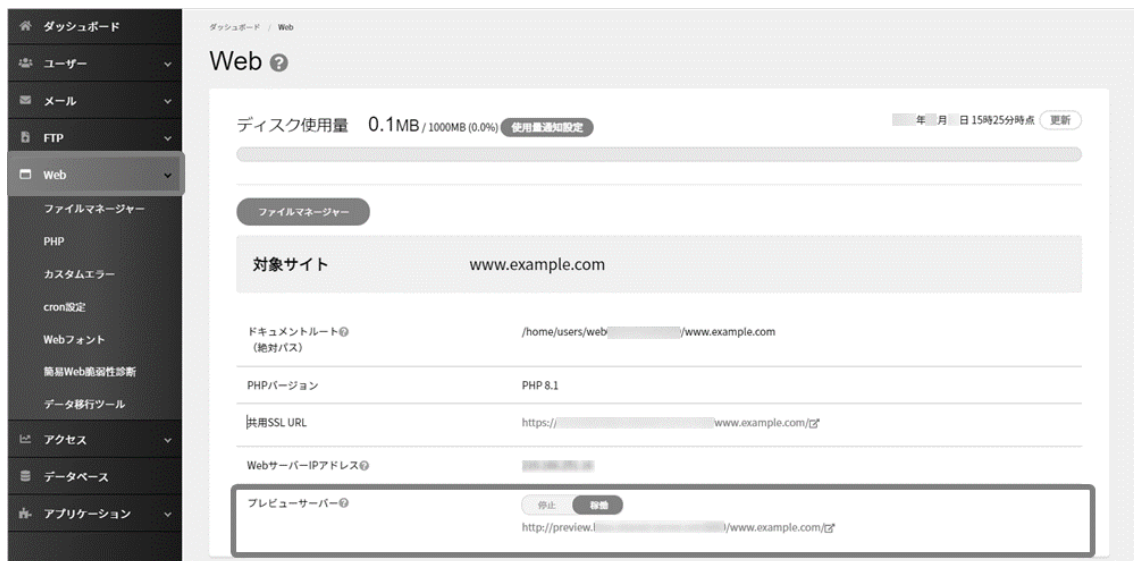 ダッシュボード
ユーザー
メール
FTP
Web
ファイルマネージャー
PHP
カスタムエラー
cron設定
Webフォント
簡易Web脆弱性診断
データ移行ツール
アクセス
データベース
アプリケーション
ダッシュボード / Web
Web ?
ディスク使用量 0.1MB / 1000MB (0.0%) 使用量通知設定
年 月 日 15時25分時点 更新
ファイルマネージャー
対象サイト www.example.com
ドキュメントルート? /home/users/web /www.example.com
（絶対パス）
PHPバージョン PHP 8.1
共用SSL URL https:/ www.example.com/
WebサーバーIPアドレス?
プレビューサーバー? 停止 稼働
http://preview. /www.example.com/